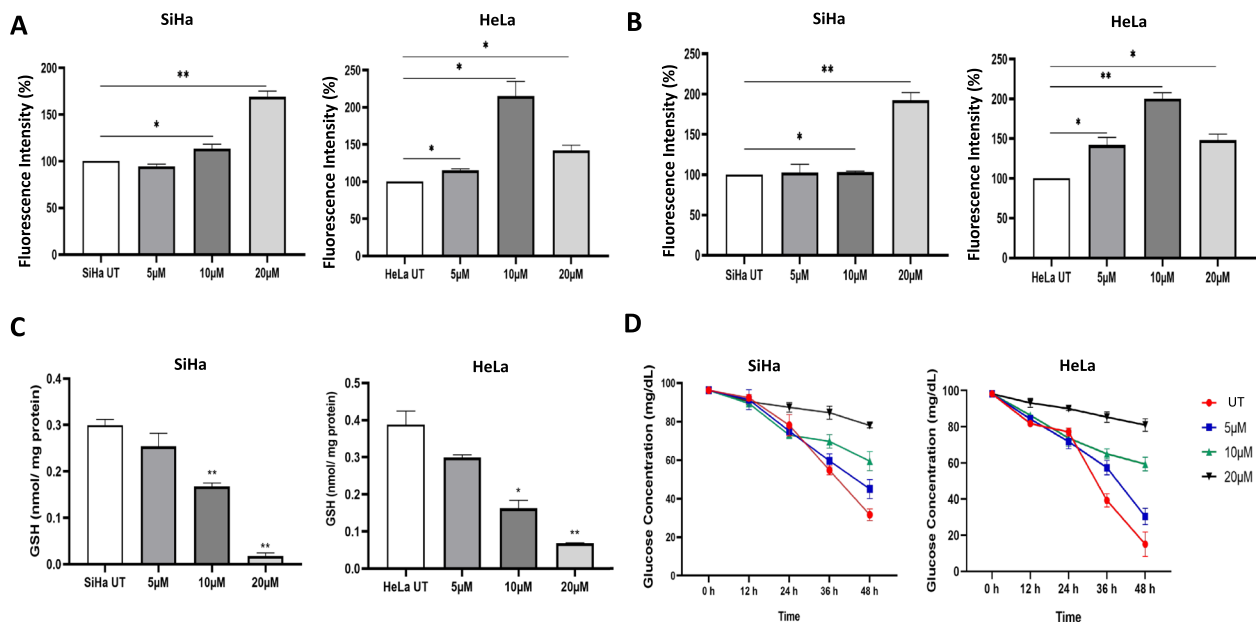 A
SiHa
Fluorescence Intensity (%)
200
150
100
50
0
**
*
SiHa UT 5μM 10μM 20μM
HeLa
Fluorescence Intensity (%)
250
200
150
100
50
0
*
*
*
HeLa UT 5μM 10μM 20μM
B
SiHa
Fluorescence Intensity (%)
250
200
150
100
50
0
**
*
SiHa UT 5μM 10μM 20μM
HeLa
Fluorescence Intensity (%)
250
200
150
100
50
0
*
**
*
HeLa UT 5μM 10μM 20μM
C
SiHa
GSH (nmol/ mg protein)
0.4
0.3
0.2
0.1
0.0
**
**
SiHa UT 5μM 10μM 20μM
HeLa
GSH (nmol/ mg protein)
0.5
0.4
0.3
0.2
0.1
0.0
*
**
HeLa UT 5μM 10μM 20μM
D
SiHa
Glucose Concentration (mg/dL)
100
80
60
40
20
0
0 h 12 h 24 h 36 h 48 h
Time
HeLa
Glucose Concentration (mg/dL)
100
80
60
40
20
0
0 h 12 h 24 h 36 h 48 h
Time
UT
5μM
10μM
20μM